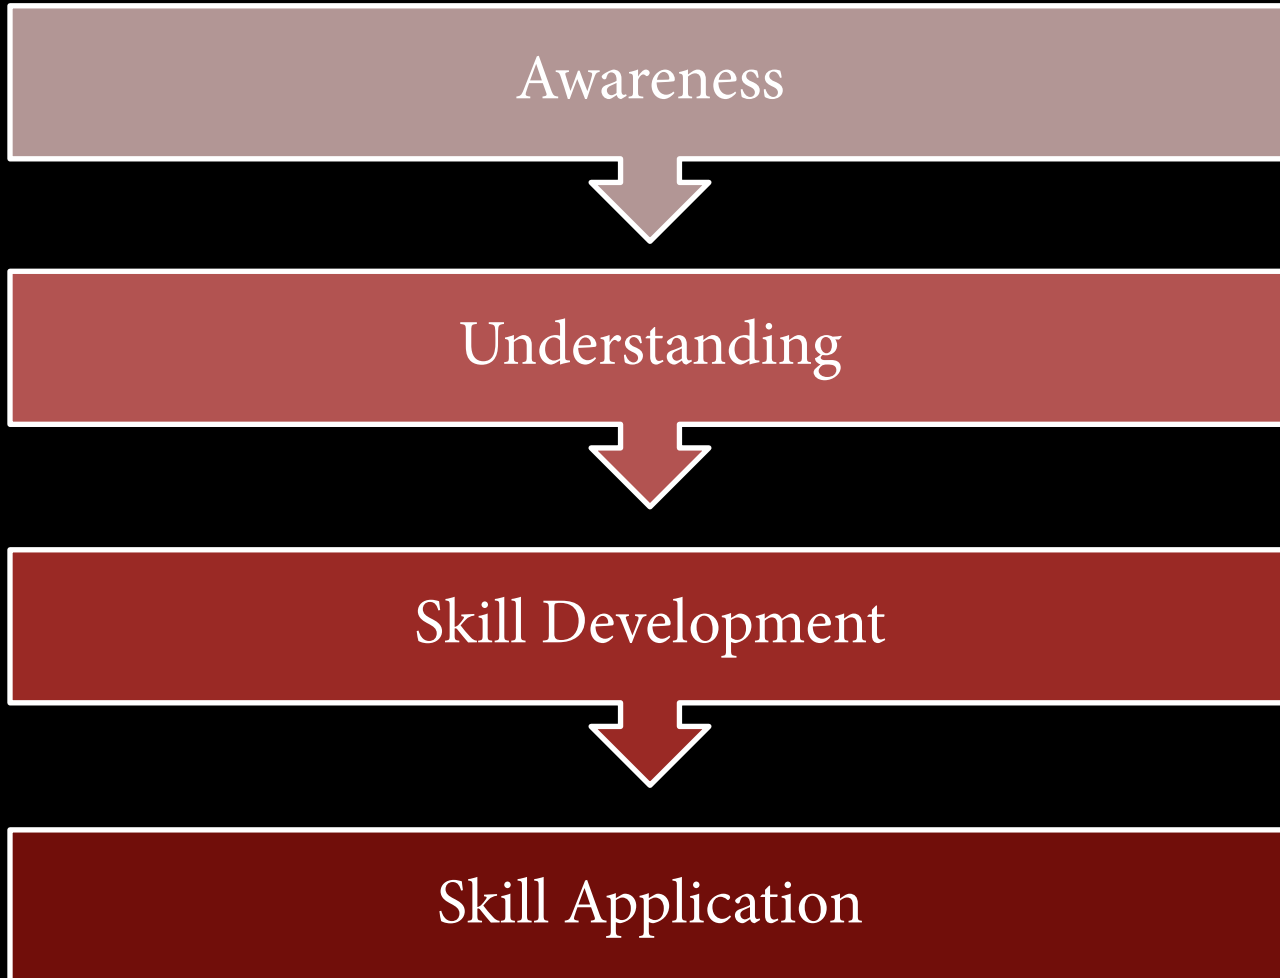 Awareness
Understanding
Skill Development
Skill Application